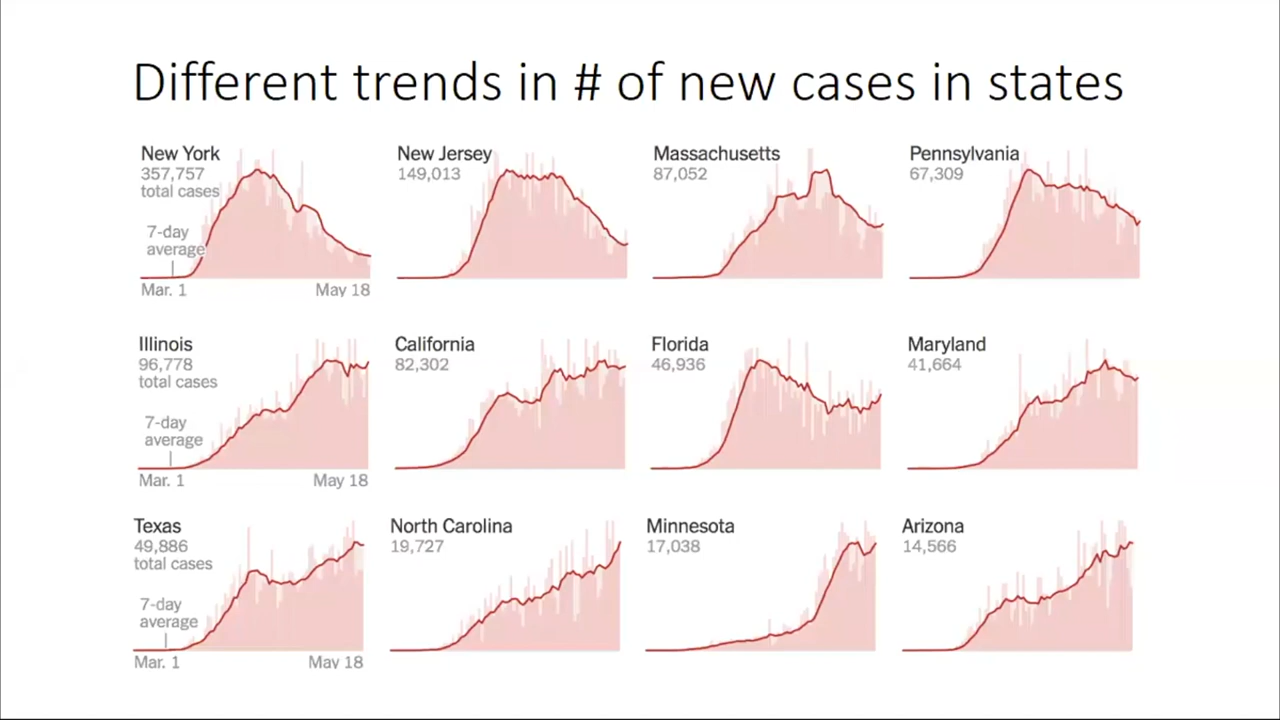 Different trends in # of new cases in states
New York
357,757
total cases
7-day
average
Mar. 1
May 18
New Jersey
149,013
Massachusetts
87,052
Pennsylvania
67,309
Illinois
96,778
total cases
7-day
average
Mar. 1
May 18
California
82,302
Florida
46,936
Maryland
41,664
Texas
49,886
total cases
7-day
average
Mar. 1
May 18
North Carolina
19,727
Minnesota
17,038
Arizona
14,566